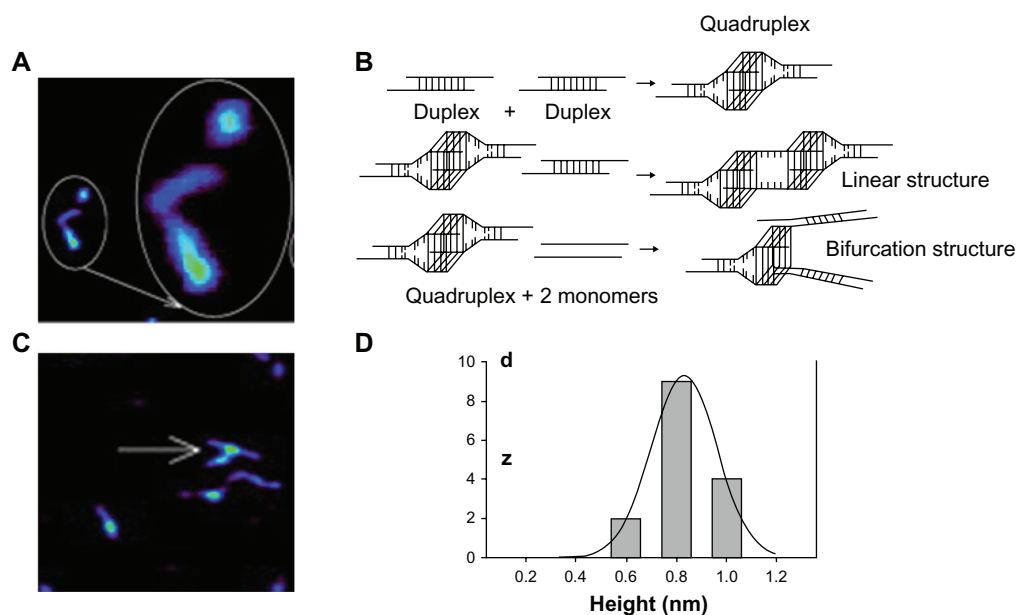 A
B
Quadruplex
Duplex + Duplex
Linear structure
Bifurcation structure
Quadruplex + 2 monomers
C
D
d
z
10
8
6
4
2
0
0.2 0.4 0.6 0.8 1.0 1.2
Height (nm)